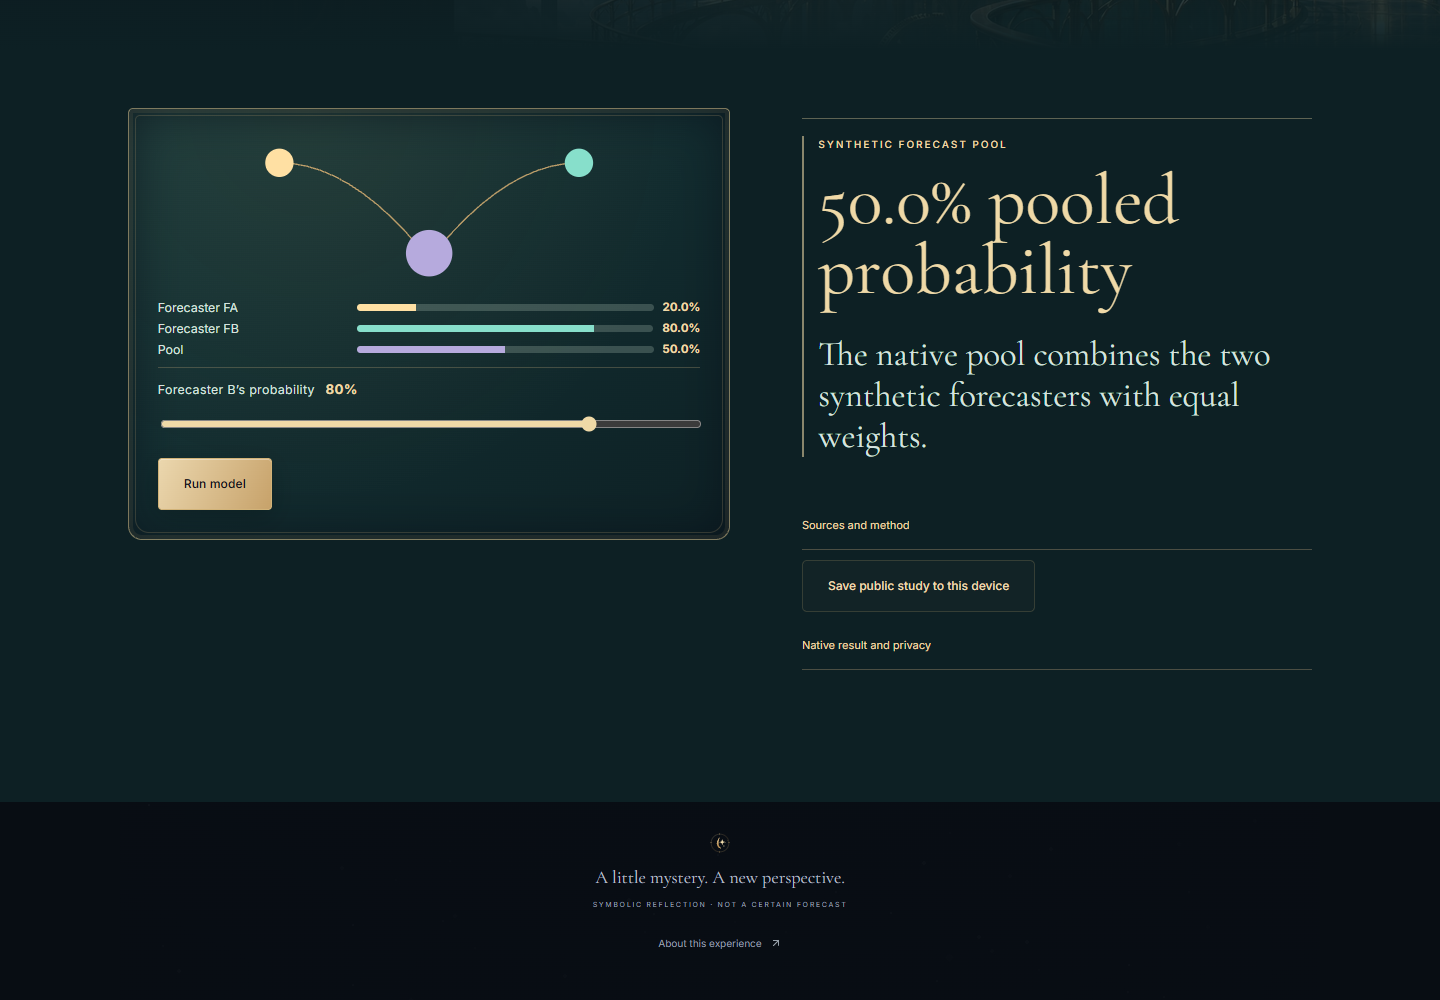 Forecaster FA 20.0%
Forecaster FB 80.0%
Pool 50.0%
Forecaster B’s probability 80%
Run model
SYNTHETIC FORECAST POOL
50.0% pooled
probability
The native pool combines the two
synthetic forecasters with equal
weights.
Sources and method
Save public study to this device
Native result and privacy
A little mystery. A new perspective.
SYMBOLIC REFLECTION · NOT A CERTAIN FORECAST
About this experience